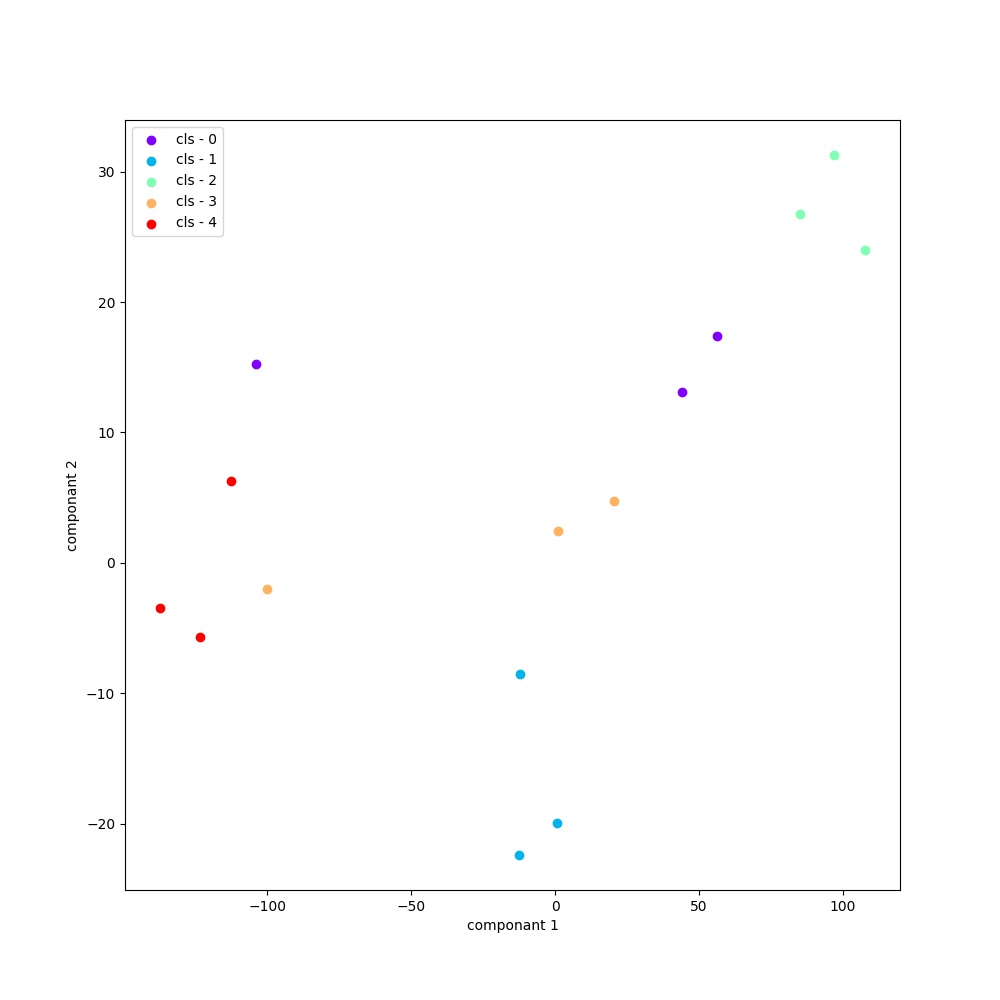 cls - 0
cls - 1
cls - 2
cls - 3
cls - 4
30
20
10
0
−10
−20
componant 2
−100
−50
0
50
100
componant 1